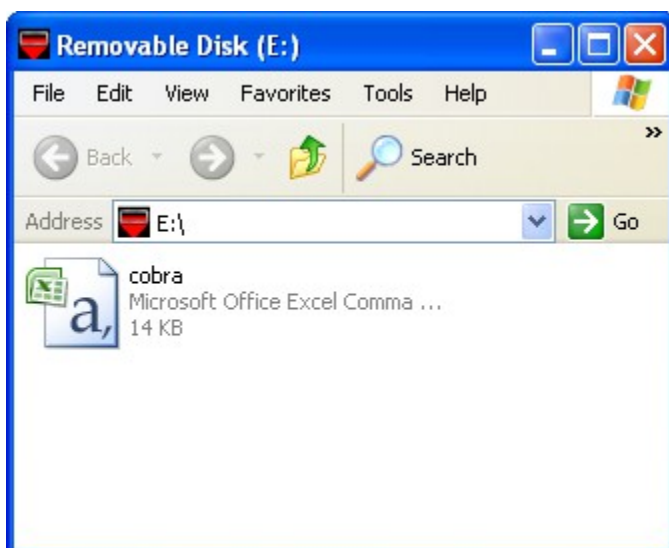 Removable Disk (E:)
File Edit View Favorites Tools Help
Back Search »
Address E:\ Go
cobra
Microsoft Office Excel Comma ...
14 KB
a,